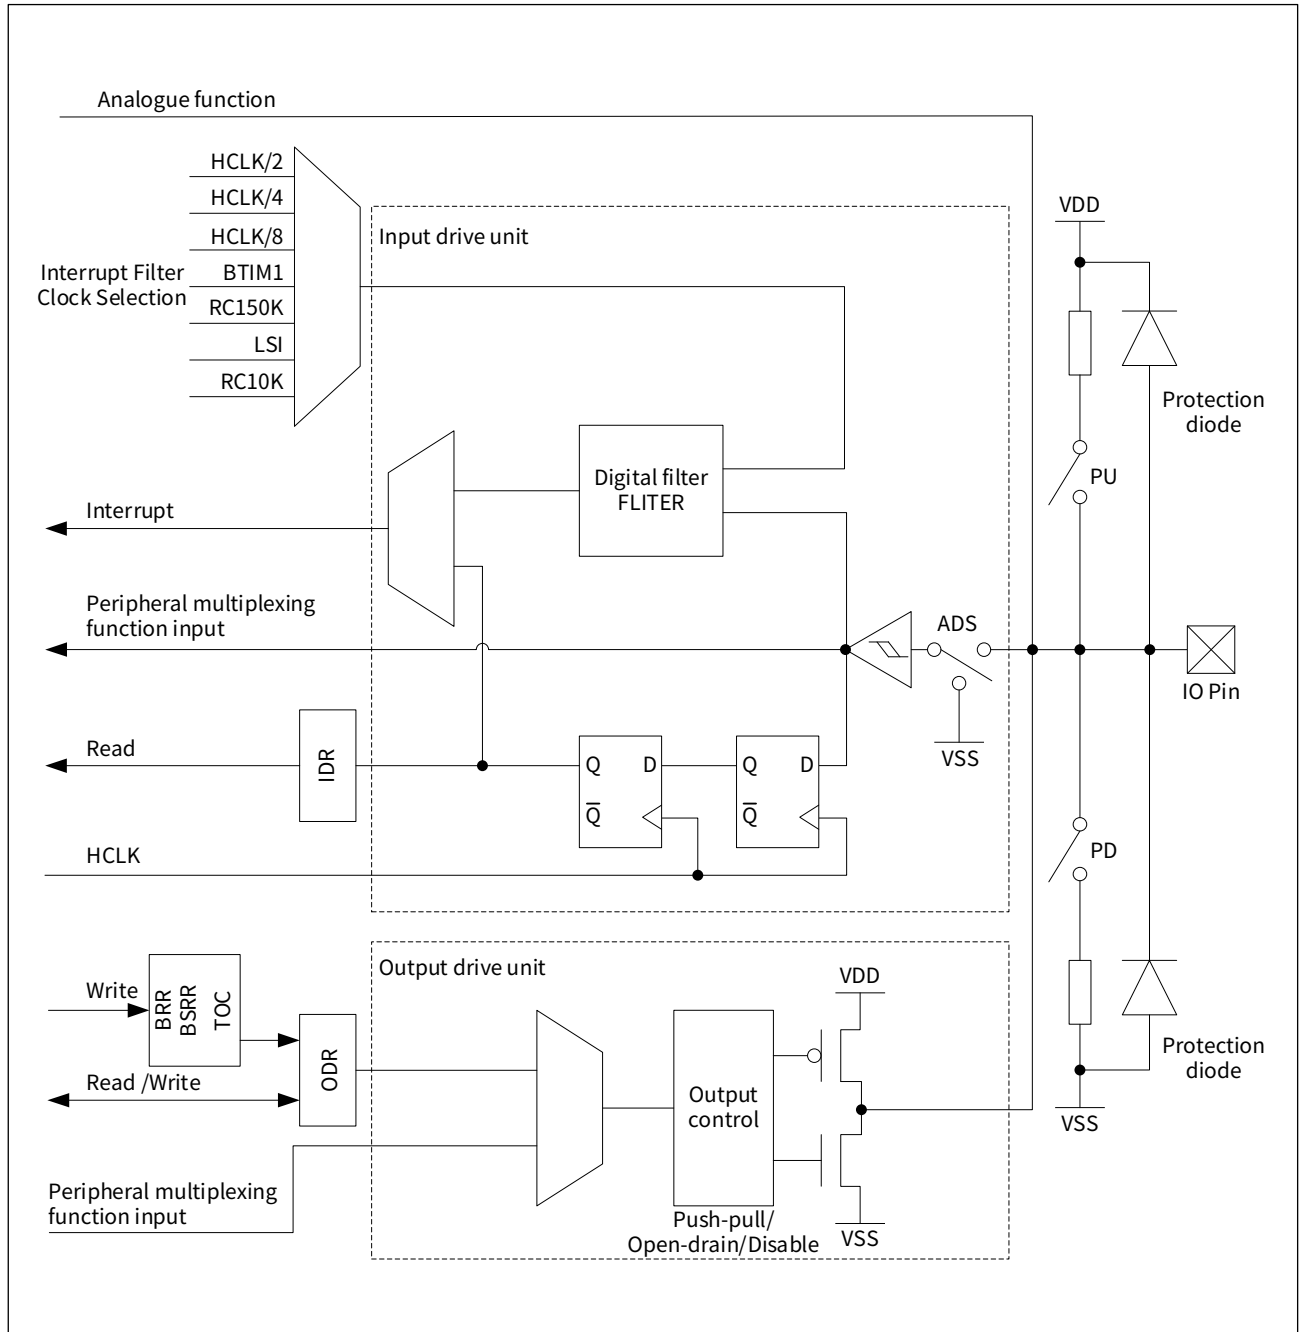 Analogue function
HCLK/2
HCLK/4
HCLK/8
BTIM1
RC150K
LSI
RC10K
Interrupt Filter
Clock Selection
Input drive unit
VDD
Protection
diode
PU
Digital filter
FLITER
Interrupt
Peripheral multiplexing
function input
ADS
VSS
IO Pin
Read
IDR
Q D
Q̅
Q D
Q̅
HCLK
PD
Output drive unit
Write
BRR
BSRR
TOC
Read /Write
ODR
Peripheral multiplexing
function input
Output
control
Push-pull/
Open-drain/Disable
VDD
VSS
Protection
diode
VSS